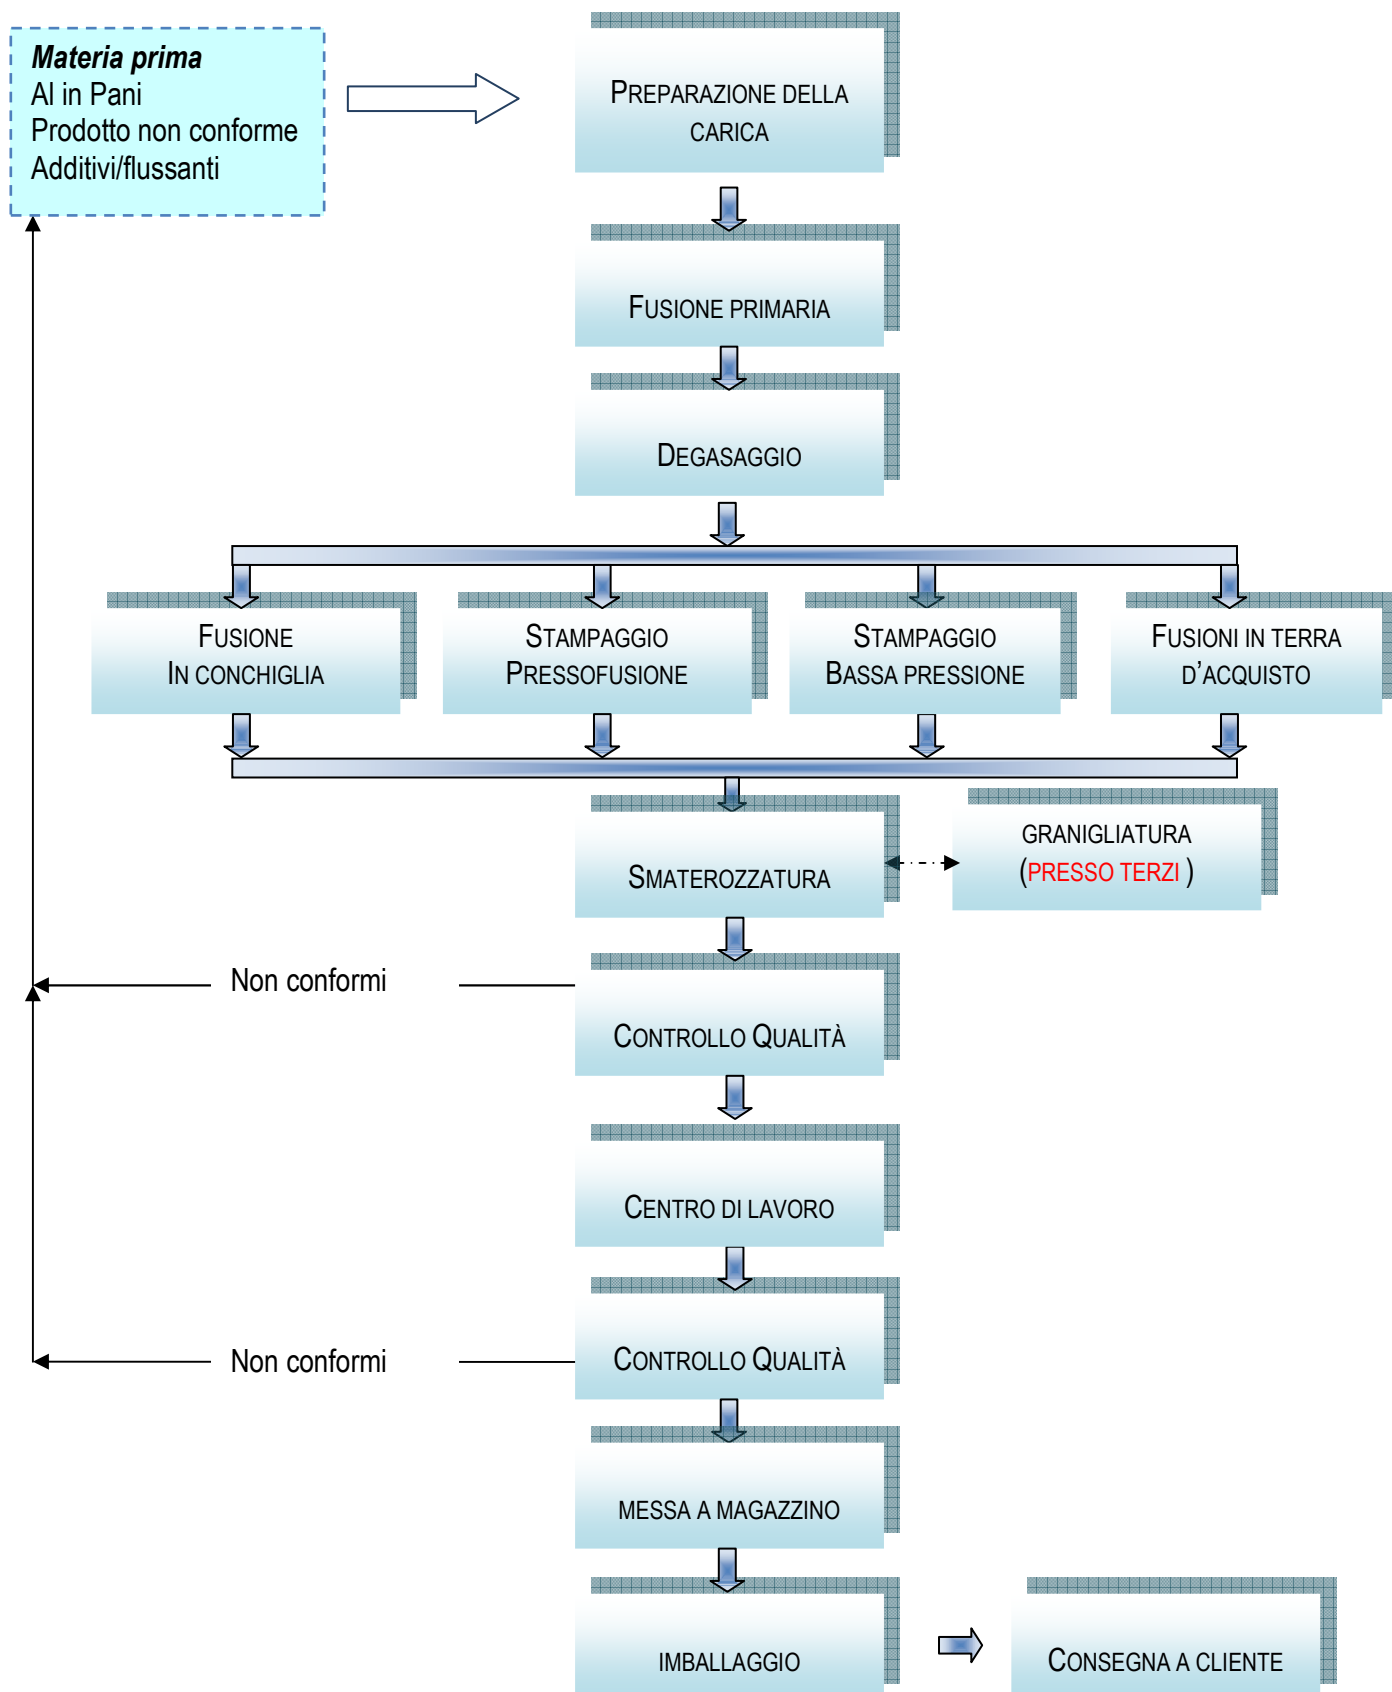 Materia prima
Al in Pani
Prodotto non conforme
Additivi/flussanti
PREPARAZIONE DELLA
CARICA
FUSIONE PRIMARIA
DEGASAGGIO
FUSIONE
IN CONCHIGLIA
STAMPAGGIO
PRESSOFUSIONE
STAMPAGGIO
BASSA PRESSIONE
FUSIONI IN TERRA
D'ACQUISTO
SMATEROZZATURA
GRANIGLIATURA
(PRESSO TERZI )
Non conformi
CONTROLLO QUALITÀ
CENTRO DI LAVORO
Non conformi
CONTROLLO QUALITÀ
MESSA A MAGAZZINO
IMBALLAGGIO
CONSEGNA A CLIENTE